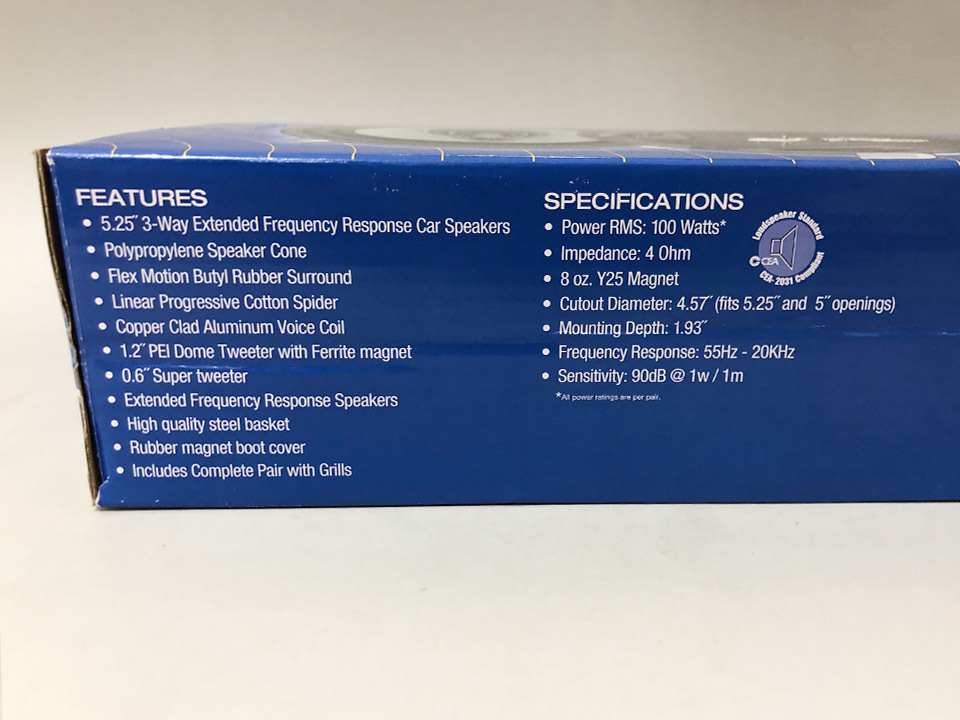 FEATURES
• 5.25″ 3-Way Extended Frequency Response Car Speakers
• Polypropylene Speaker Cone
• Flex Motion Butyl Rubber Surround
• Linear Progressive Cotton Spider
• Copper Clad Aluminum Voice Coil
• 1.2″ PEI Dome Tweeter with Ferrite magnet
• 0.6″ Super tweeter
• Extended Frequency Response Speakers
• High quality steel basket
• Rubber magnet boot cover
• Includes Complete Pair with Grills
SPECIFICATIONS
• Power RMS: 100 Watts*
• Impedance: 4 Ohm
• 8 oz. Y25 Magnet
• Cutout Diameter: 4.57″ (fits 5.25″ and 5″ openings)
• Mounting Depth: 1.93″
• Frequency Response: 55Hz - 20KHz
• Sensitivity: 90dB @ 1w / 1m
*All power ratings are per pair.
Loudspeaker Standard
CEA
CEA-2031 Compliant